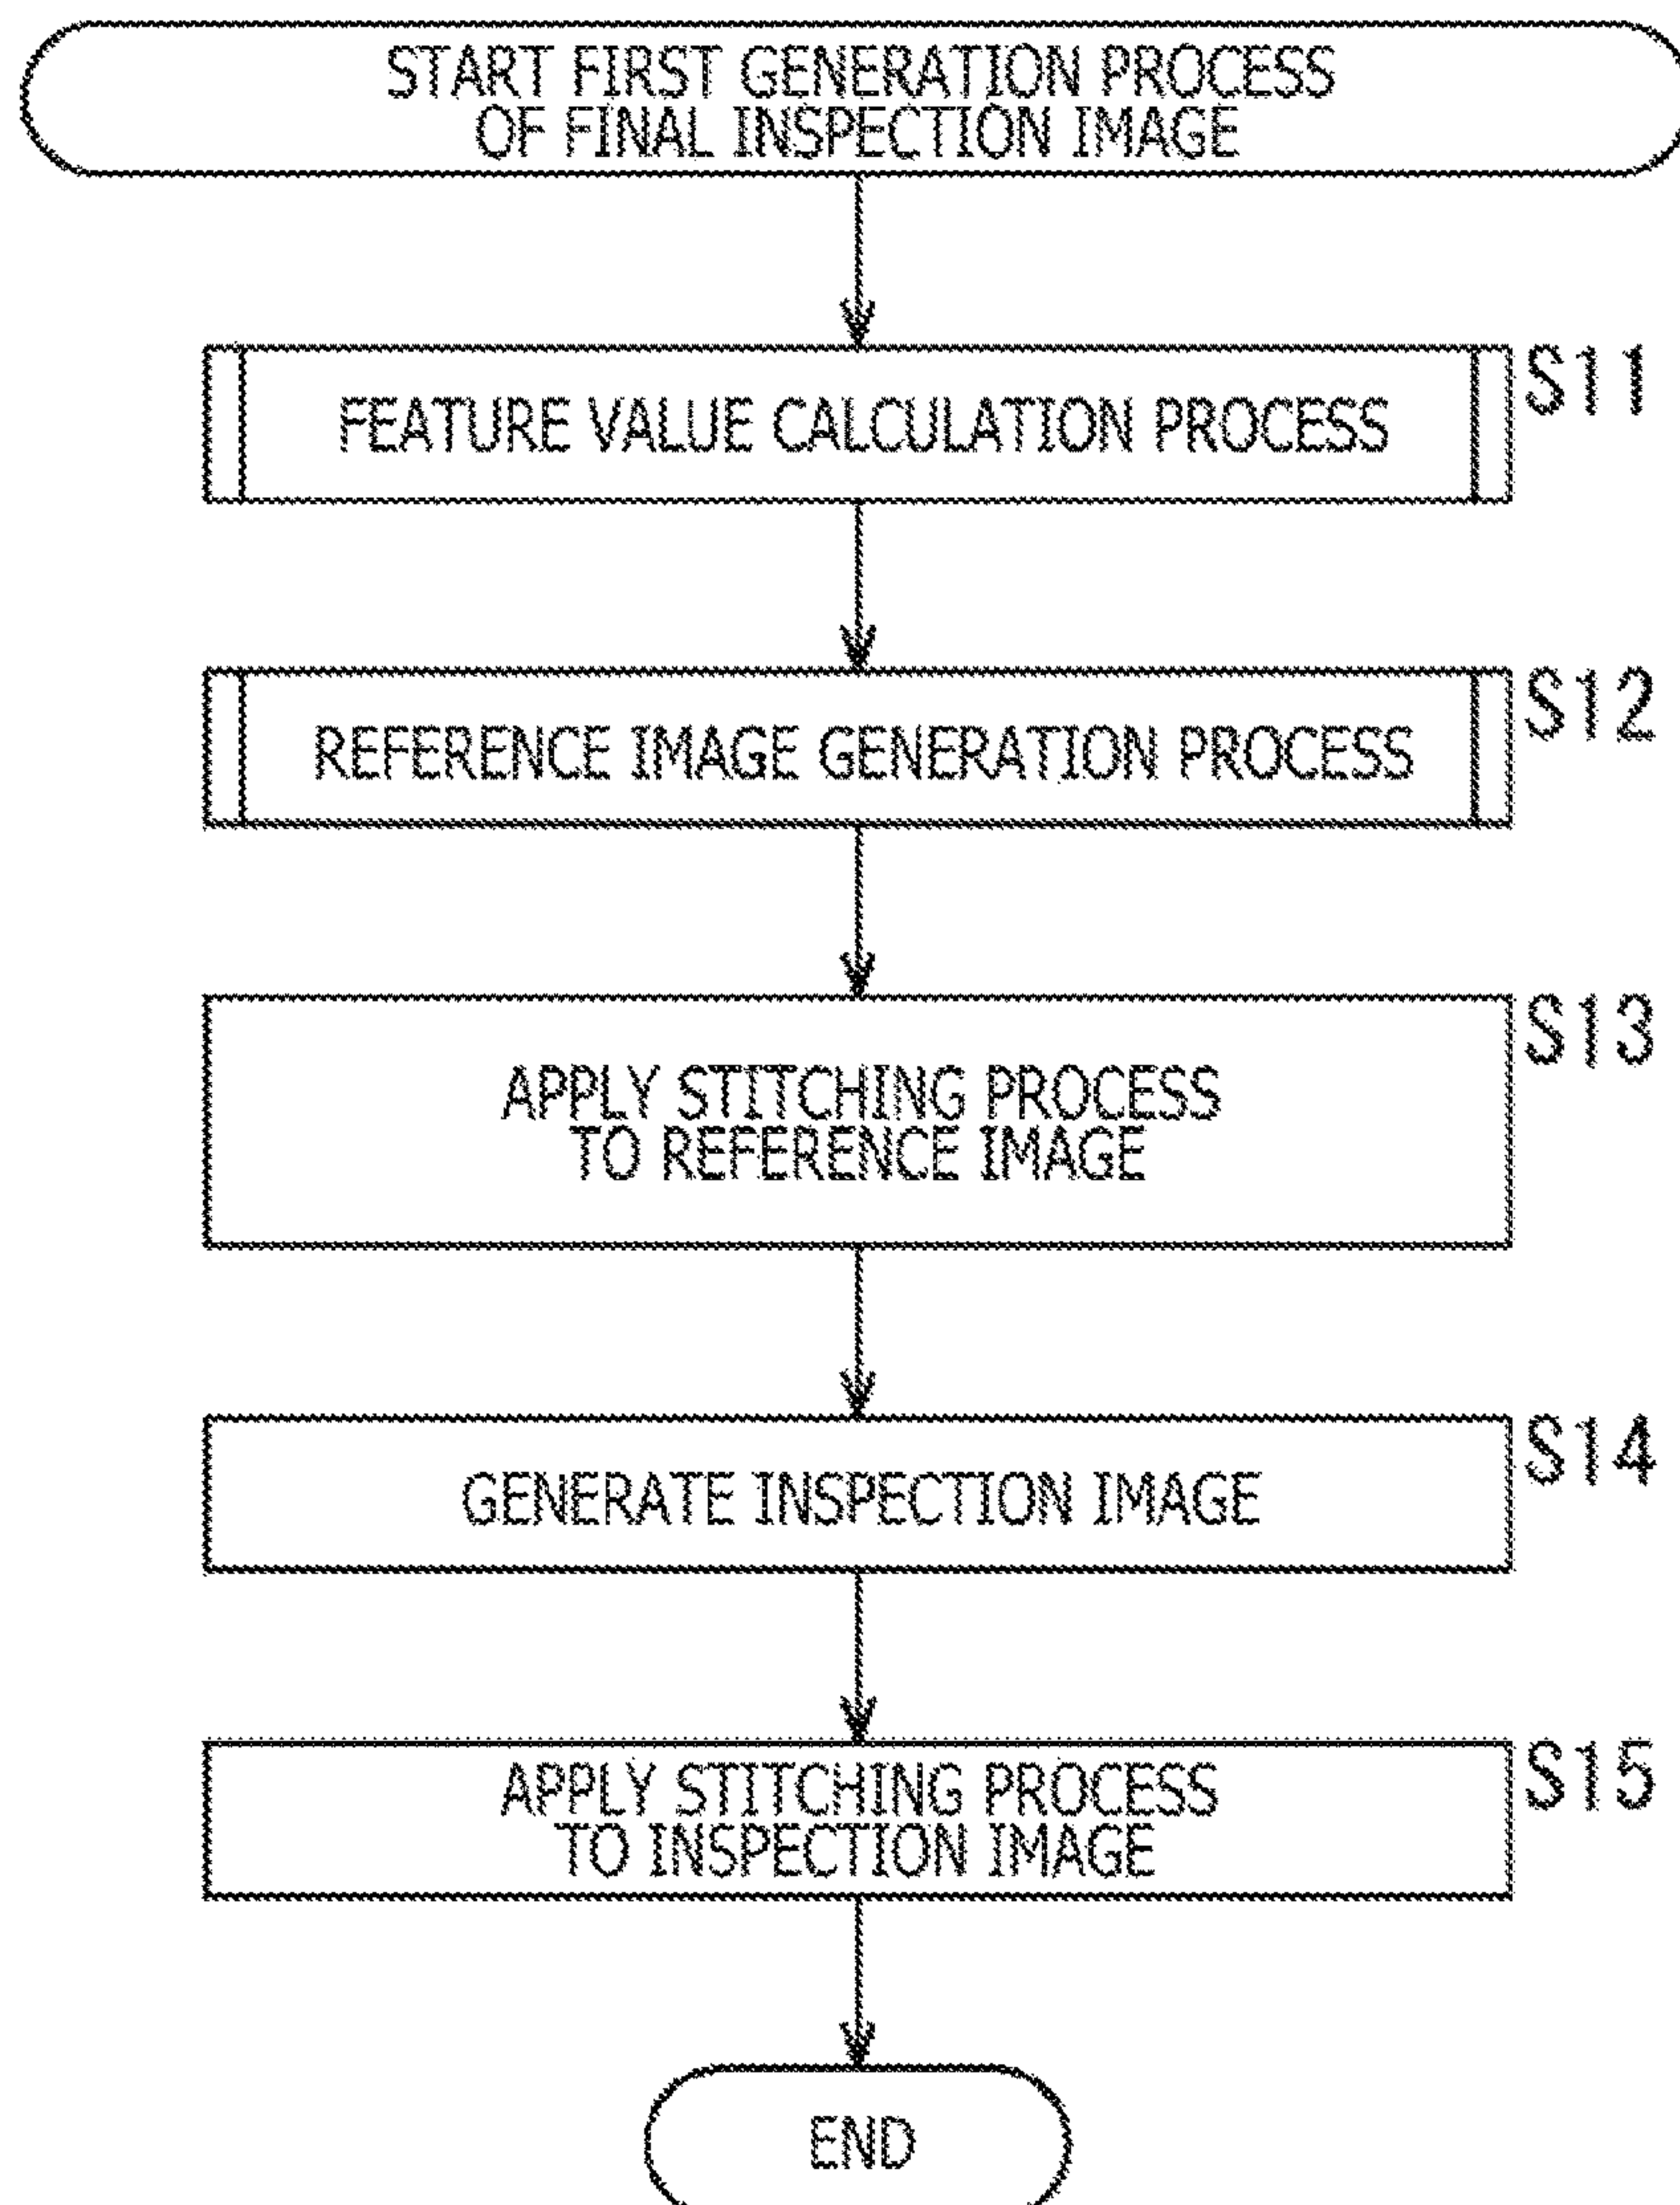 START FIRST GENERATION PROCESS
OF FINAL INSPECTION IMAGE
S11
FEATURE VALUE CALCULATION PROCESS
S12
REFERENCE IMAGE GENERATION PROCESS
S13
APPLY STITCHING PROCESS
TO REFERENCE IMAGE
S14
GENERATE INSPECTION IMAGE
S15
APPLY STITCHING PROCESS
TO INSPECTION IMAGE
END